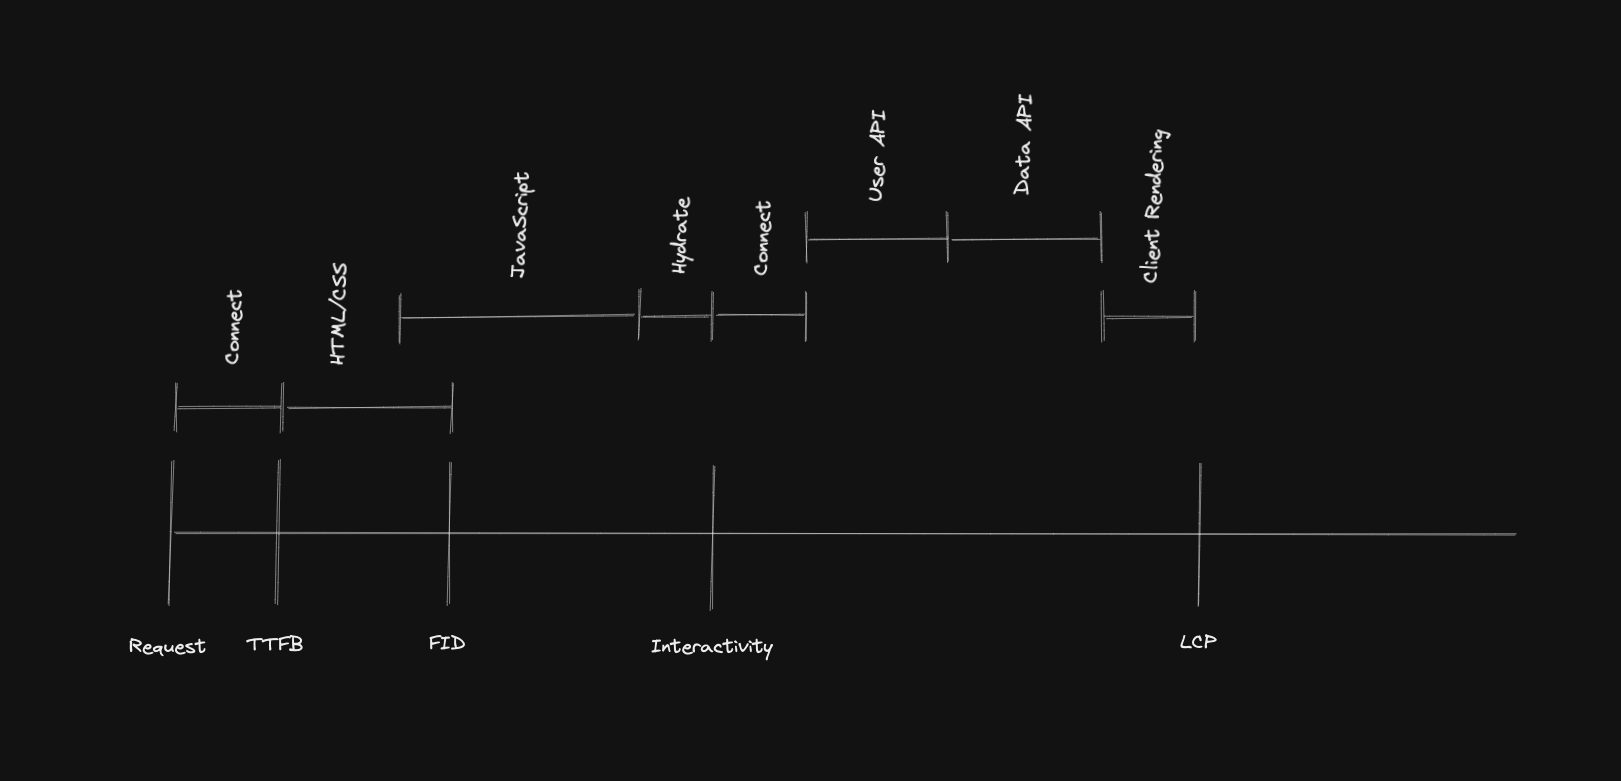 Connect
HTML/CSS
JavaScript
Hydrate
Connect
User API
Data API
Client Rendering
Request
TTFB
FID
Interactivity
LCP